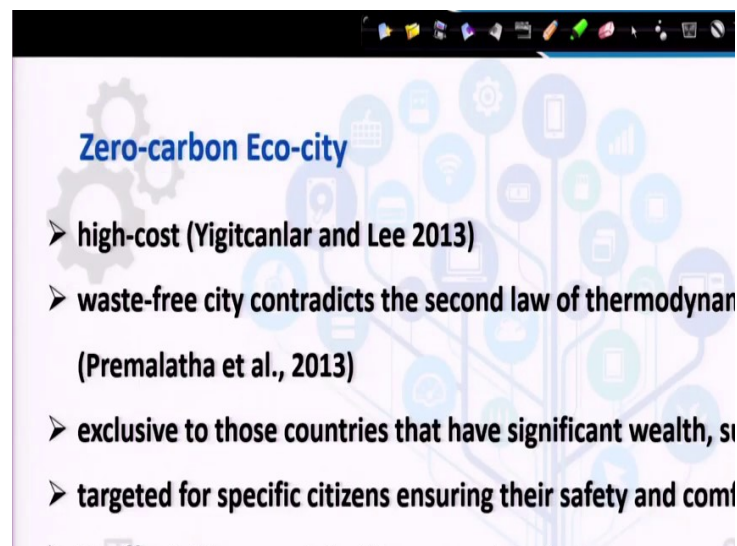 Zero-carbon Eco-city
➢ high-cost (Yigitcanlar and Lee 2013)
➢ waste-free city contradicts the second law of
(Premalatha et al., 2013)
➢ exclusive to those countries that have significant wealth,
➢ targeted for specific citizens ensuring their safety and